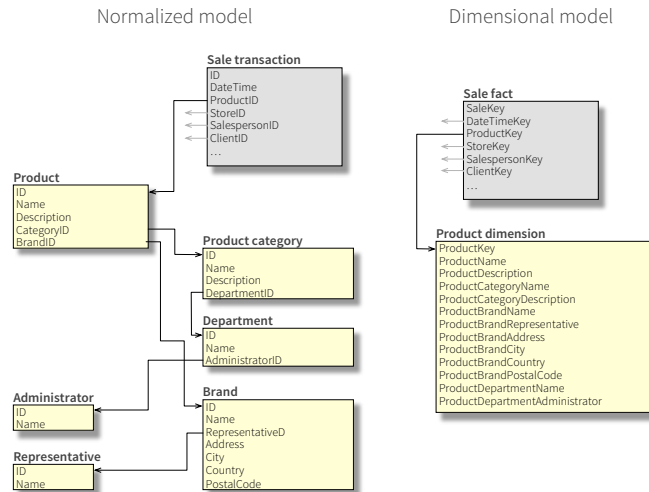 Normalized model
Dimensional model
Sale transaction
ID
DateTime
ProductID
StoreID
SalespersonID
ClientID
...
Product
ID
Name
Description
CategoryID
BrandID
Product category
ID
Name
Description
DepartmentID
Department
ID
Name
AdministratorID
Administrator
ID
Name
Brand
ID
Name
RepresentativeD
Address
City
Country
PostalCode
Representative
ID
Name
Sale fact
SaleKey
DateTimeKey
ProductKey
StoreKey
SalespersonKey
ClientKey
...
Product dimension
ProductKey
ProductName
ProductDescription
ProductCategoryName
ProductCategoryDescription
ProductBrandName
ProductBrandRepresentative
ProductBrandAddress
ProductBrandCity
ProductBrandCountry
ProductBrandPostalCode
ProductDepartmentName
ProductDepartmentAdministrator